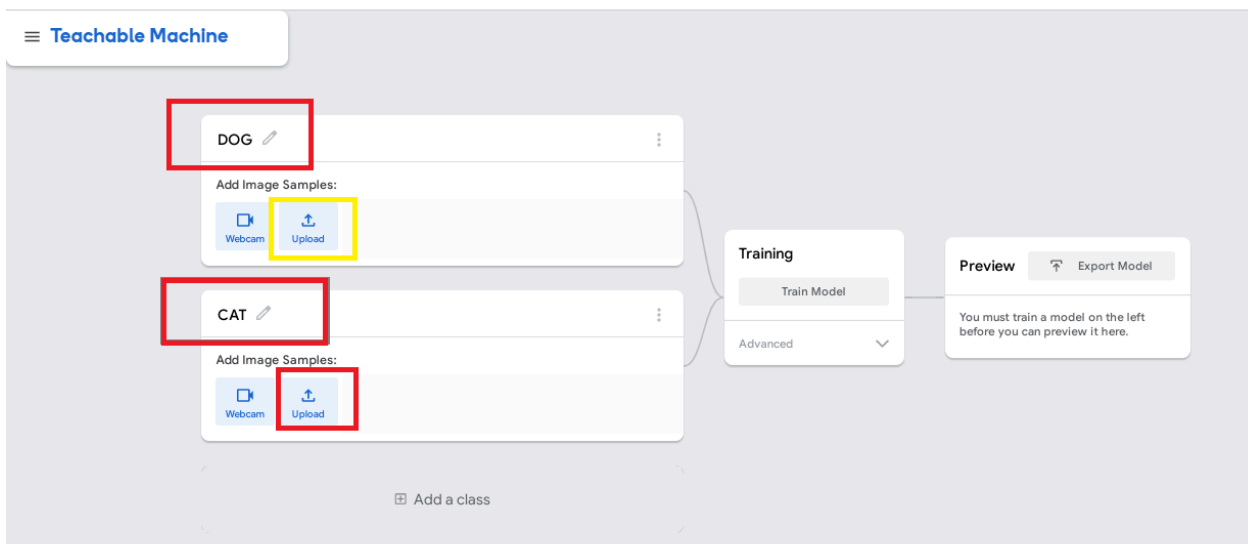 Teachable Machine
DOG
Add Image Samples:
Webcam
Upload
CAT
Add Image Samples:
Webcam
Upload
Add a class
Training
Train Model
Advanced
Preview
Export Model
You must train a model on the left
before you can preview it here.